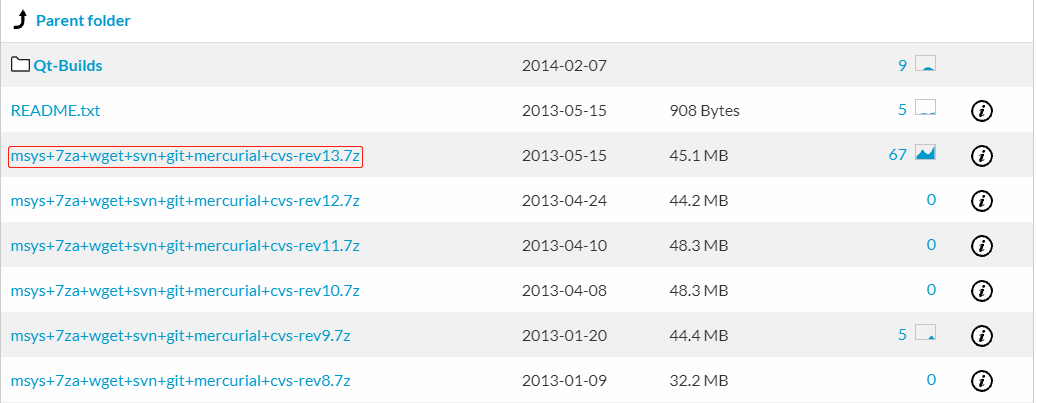 Parent folder
Qt-Builds 2014-02-07 9
README.txt 2013-05-15 908 Bytes 5
msys+7za+wget+svn+git+mercurial+cvs-rev13.7z 2013-05-15 45.1 MB 67
msys+7za+wget+svn+git+mercurial+cvs-rev12.7z 2013-04-24 44.2 MB 0
msys+7za+wget+svn+git+mercurial+cvs-rev11.7z 2013-04-10 48.3 MB 0
msys+7za+wget+svn+git+mercurial+cvs-rev10.7z 2013-04-08 48.3 MB 0
msys+7za+wget+svn+git+mercurial+cvs-rev9.7z 2013-01-20 44.4 MB 5
msys+7za+wget+svn+git+mercurial+cvs-rev8.7z 2013-01-09 32.2 MB 0